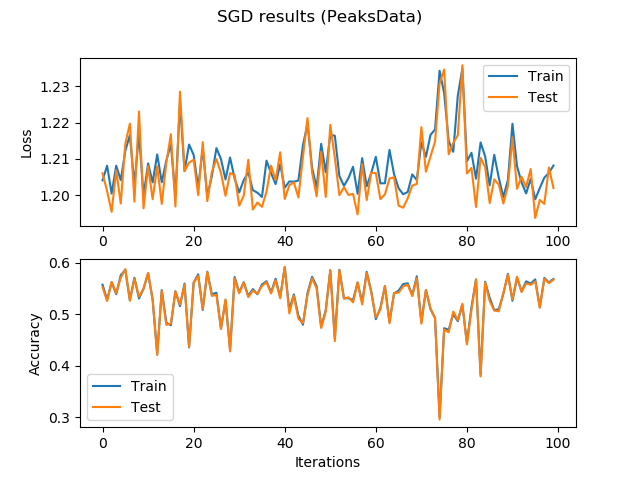 SGD results (PeaksData)
Loss
1.23
1.22
1.21
1.20
Train
Test
0 20 40 60 80 100
Accuracy
0.6
0.5
0.4
0.3
Train
Test
0 20 40 60 80 100
Iterations